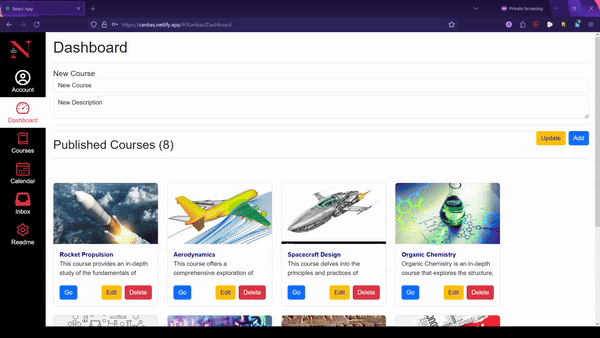 React App
Private browsing
https://canbas.netlify.app/#/Kanbas/Dashboard
N
Account
Dashboard
Courses
Calendar
Inbox
Readme
Dashboard
New Course
New Course
New Description
Update Add
Published Courses (8)
Rocket Propulsion
This course provides an in-depth
study of the fundamentals of
Go Edit Delete
Aerodynamics
This course offers a
comprehensive exploration of
Go Edit Delete
Spacecraft Design
This course delves into the
principles and practices of
Go Edit Delete
Organic Chemistry
Organic Chemistry is an in-depth
course that explores the structure,
Go Edit Delete